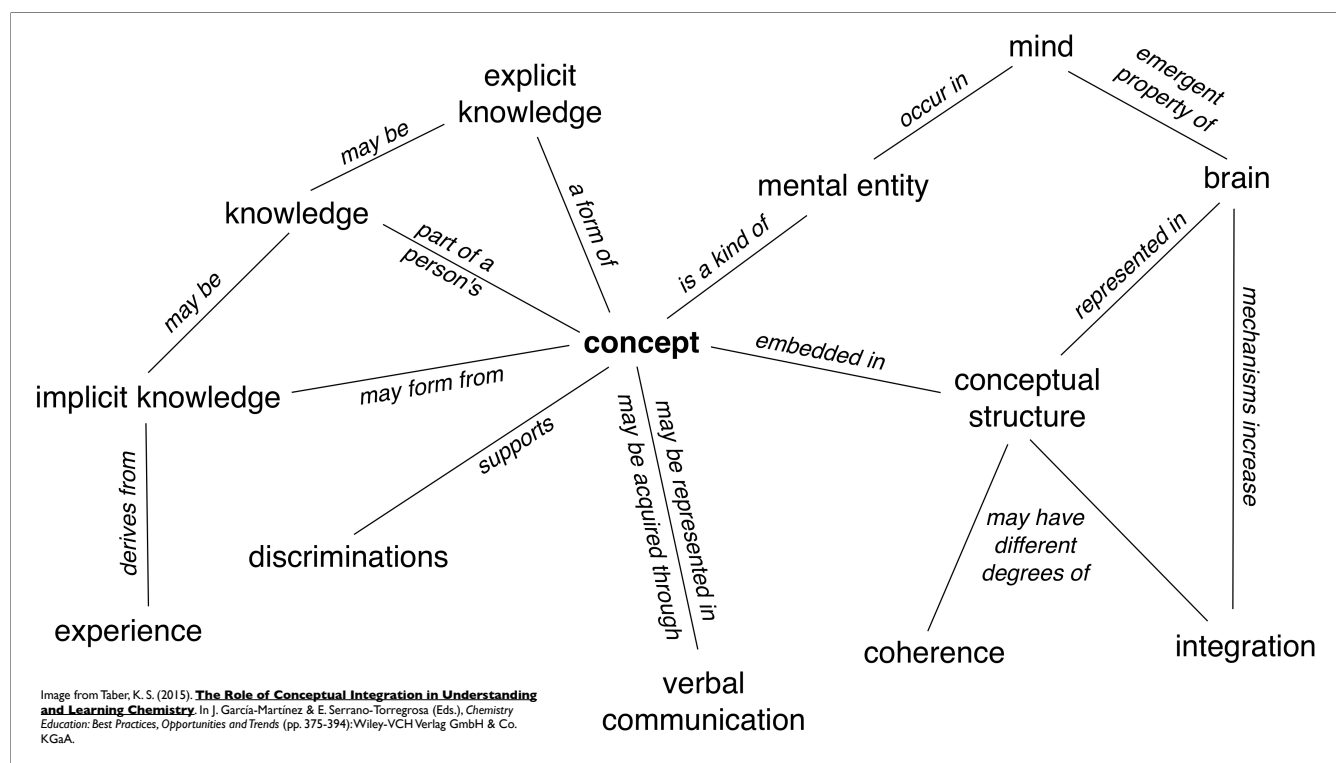 mind
emergent
property of
occur in
explicit
knowledge
may be
mental entity
brain
knowledge
a form of
part of a
person's
is a kind of
represented in
may be
concept
embedded in
mechanisms increase
implicit knowledge
may form from
conceptual
structure
supports
may be represented in
may be acquired through
derives from
may have
different
degrees of
discriminations
experience
coherence
integration
verbal
communication
Image from Taber, K. S. (2015). The Role of Conceptual Integration in Understanding
and Learning Chemistry. In J. García-Martínez & E. Serrano-Torregrosa (Eds.), Chemistry
Education: Best Practices, Opportunities and Trends (pp. 375-394): Wiley-VCH Verlag GmbH & Co.
KGaA.